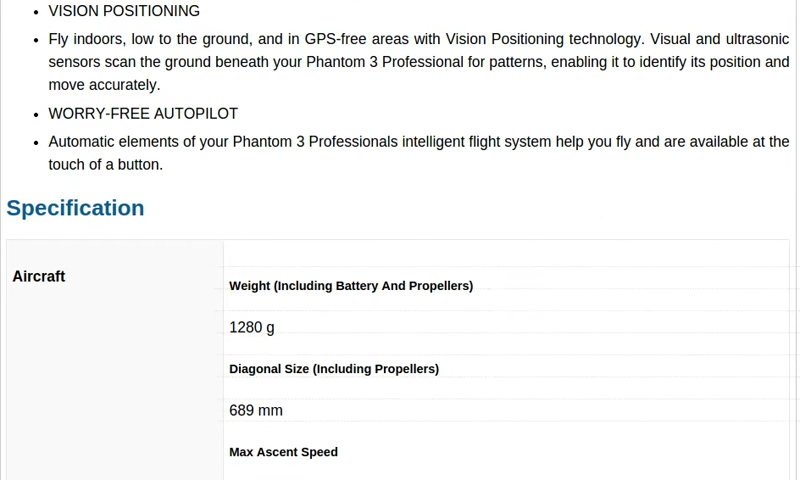 VISION POSITIONING
Fly indoors, low to the ground, and in GPS-free areas with Vision Positioning technology. Visual and ultrasonic
sensors scan the ground beneath your Phantom 3 Professional for patterns, enabling it to identify its position and
move accurately.
WORRY-FREE AUTOPILOT
Automatic elements of your Phantom 3 Professionals intelligent flight system help you fly and are available at the
touch of a button.
Specification
Aircraft
Weight (Including Battery And Propellers)
1280 g
Diagonal Size (Including Propellers)
689 mm
Max Ascent Speed